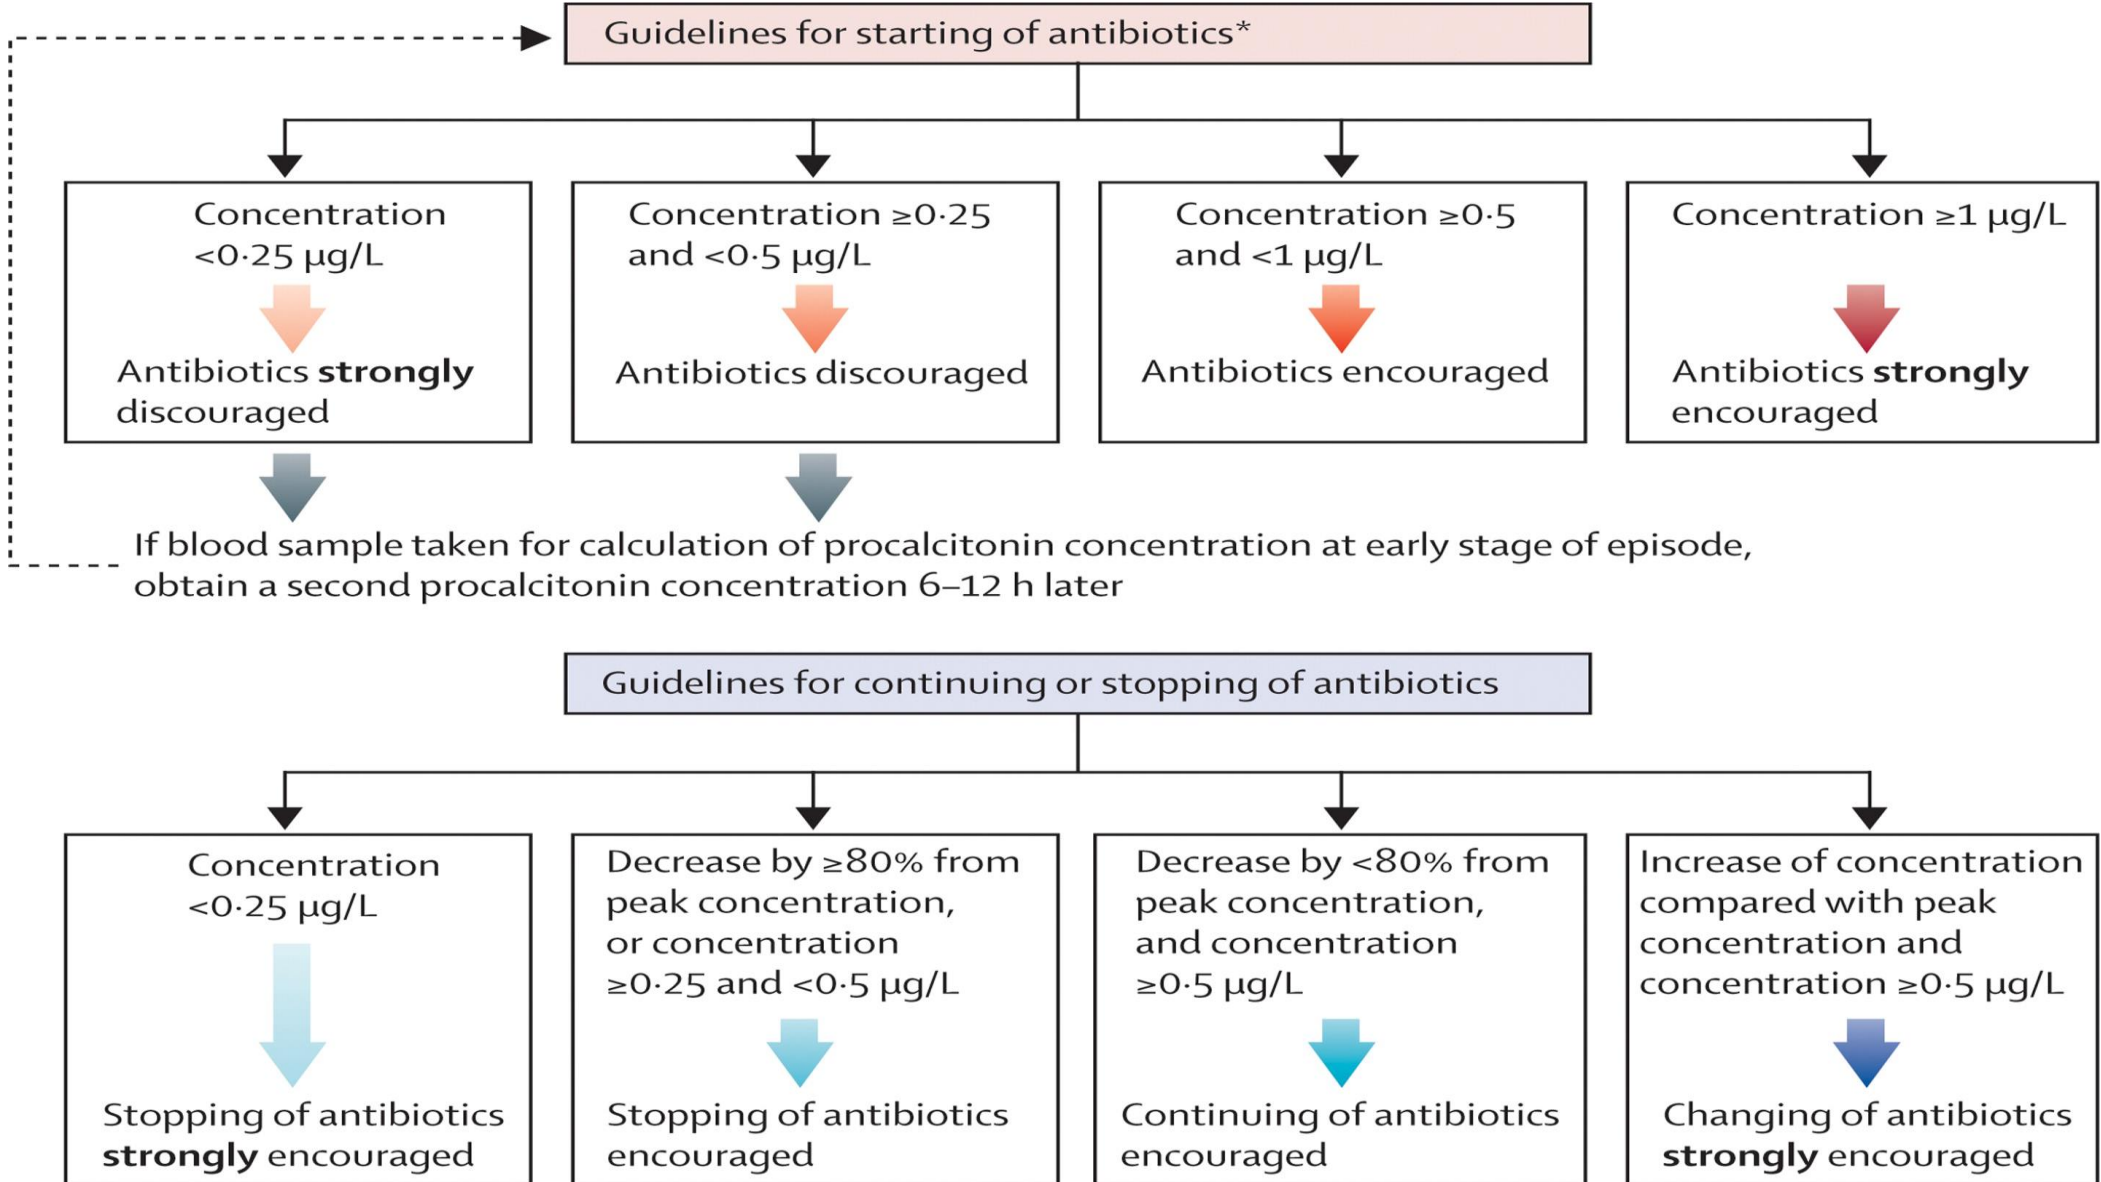 Guidelines for starting of antibiotics*
Concentration
<0·25 µg/L
Antibiotics strongly
discouraged
Concentration ≥0·25
and <0·5 µg/L
Antibiotics discouraged
Concentration ≥0·5
and <1 µg/L
Antibiotics encouraged
Concentration ≥1 µg/L
Antibiotics strongly
encouraged
If blood sample taken for calculation of procalcitonin concentration at early stage of episode,
obtain a second procalcitonin concentration 6–12 h later
Guidelines for continuing or stopping of antibiotics
Concentration
<0·25 µg/L
Stopping of antibiotics
strongly encouraged
Decrease by ≥80% from
peak concentration,
or concentration
≥0·25 and <0·5 µg/L
Stopping of antibiotics
encouraged
Decrease by <80% from
peak concentration,
and concentration
≥0·5 µg/L
Continuing of antibiotics
encouraged
Increase of concentration
compared with peak
concentration and
concentration ≥0·5 µg/L
Changing of antibiotics
strongly encouraged